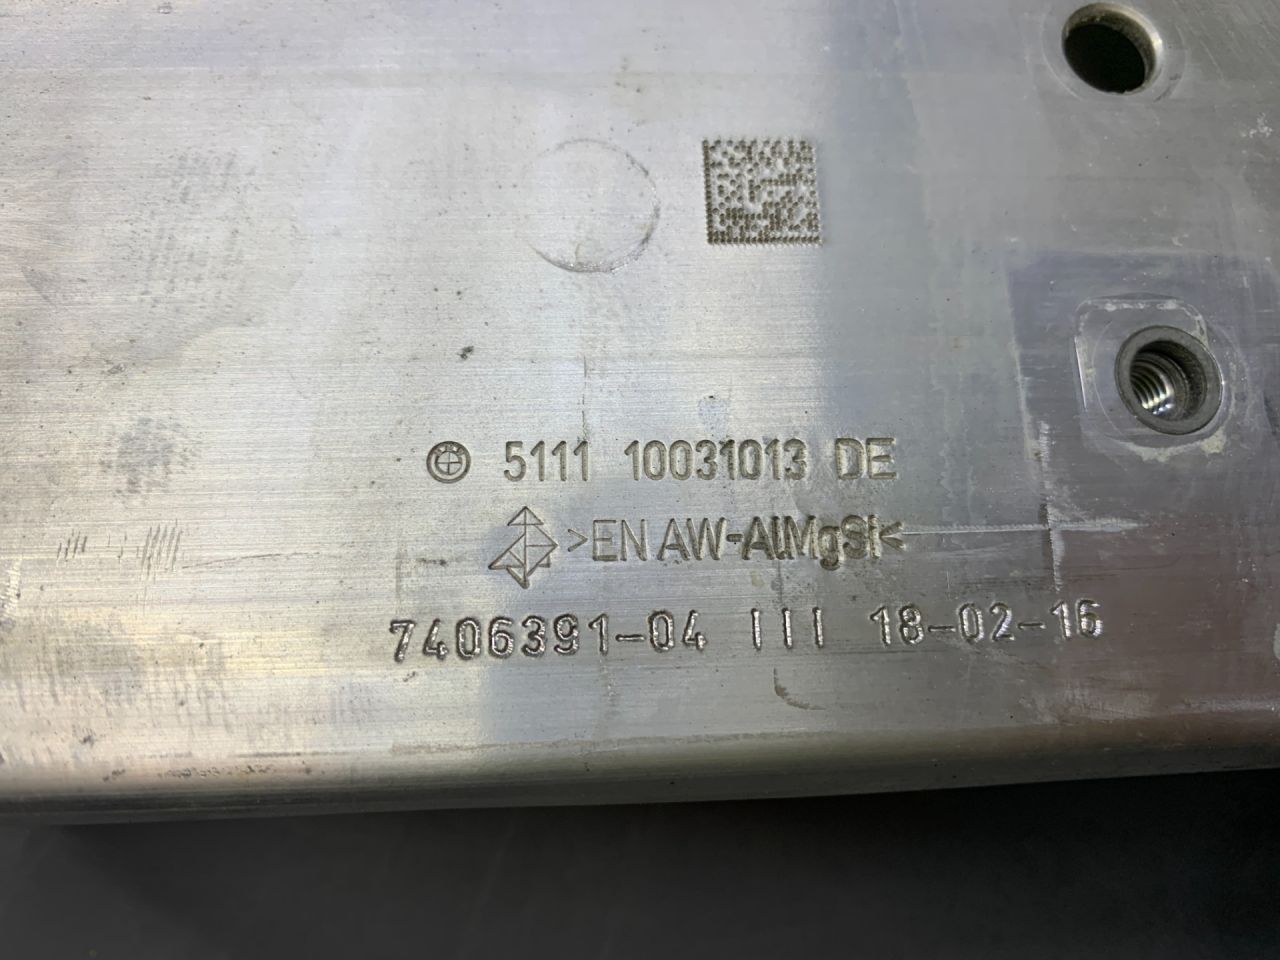 5111 10031013 DE
>EN AW-AlMgSi<
7406391-04 III 18-02-16